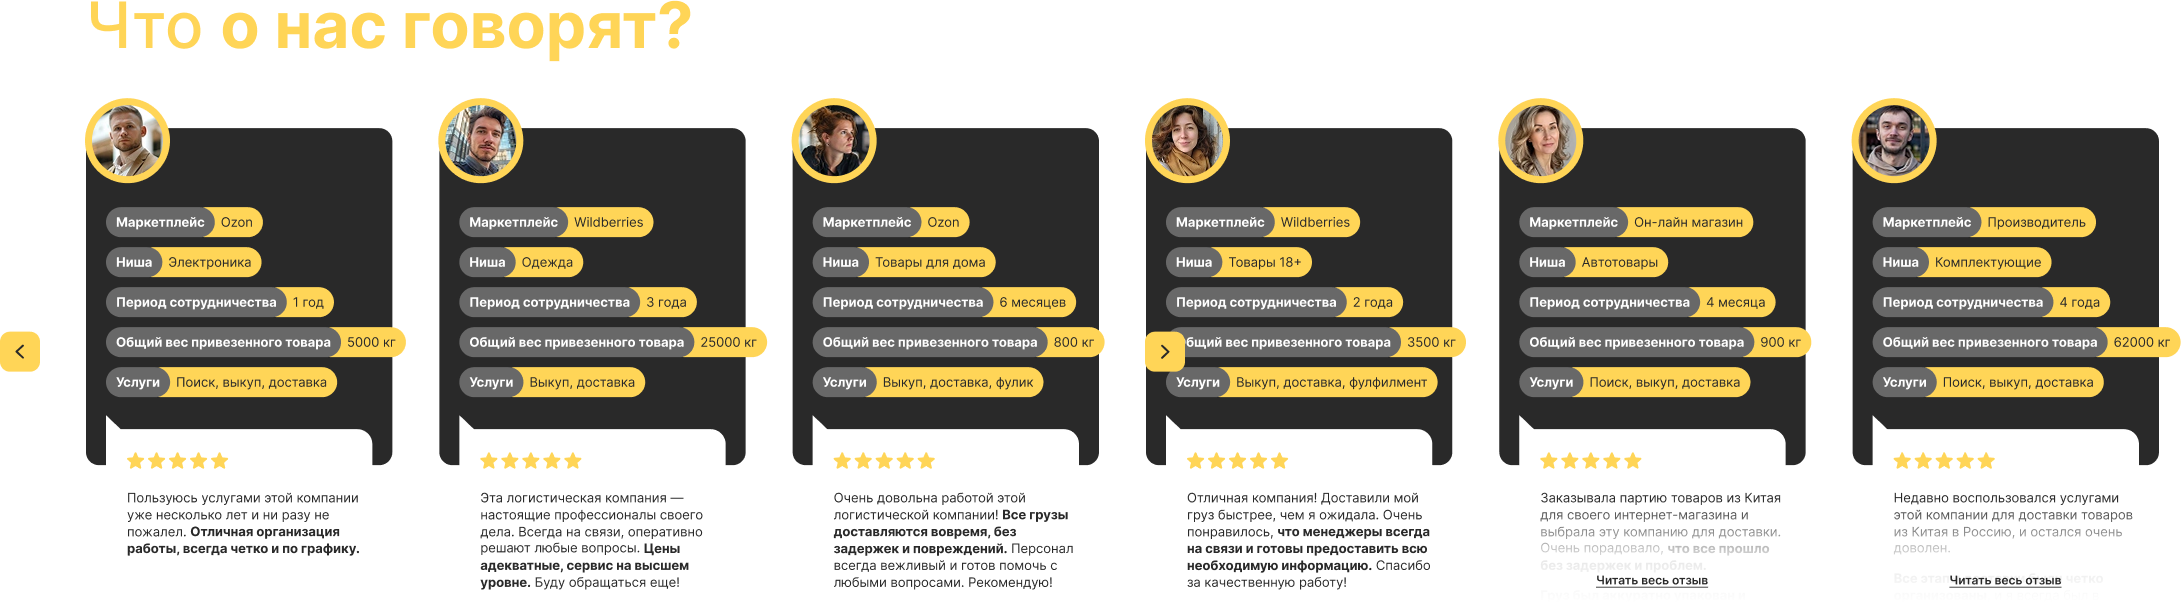 Что о нас говорят?
Маркетплейс Ozon
Ниша Электроника
Период сотрудничества 1 год
Общий вес привезенного товара 5000 кг
Услуги Поиск, выкуп, доставка
Пользуюсь услугами этой компании
уже несколько лет и ни разу не
пожалел. Отличная организация
работы, всегда четко и по графику.
Маркетплейс Wildberries
Ниша Одежда
Период сотрудничества 3 года
Общий вес привезенного товара 25000 кг
Услуги Выкуп, доставка
Эта логистическая компания —
настоящие профессионалы своего
дела. Всегда на связи, оперативно
решают любые вопросы. Цены
адекватные, сервис на высшем
уровне. Буду обращаться еще!
Маркетплейс Ozon
Ниша Товары для дома
Период сотрудничества 6 месяцев
Общий вес привезенного товара 800 кг
Услуги Выкуп, доставка, фулик
Очень довольна работой этой
логистической компании! Все грузы
доставляются вовремя, без
задержек и повреждений. Персонал
всегда вежливый и готов помочь с
любыми вопросами. Рекомендую!
Маркетплейс Wildberries
Ниша Товары 18+
Период сотрудничества 2 года
бщий вес привезенного товара 3500 кг
Услуги Выкуп, доставка, фулфилмент
Отличная компания! Доставили мой
груз быстрее, чем я ожидала. Очень
понравилось, что менеджеры всегда
на связи и готовы предоставить всю
необходимую информацию. Спасибо
за качественную работу!
Маркетплейс Он-лайн магазин
Ниша Автотовары
Период сотрудничества 4 месяца
Общий вес привезенного товара 900 кг
Услуги Поиск, выкуп, доставка
Заказывала партию товаров из Китая
для своего интернет-магазина и
выбрала эту компанию для доставки.
Очень порадовало, что все прошло
без задержек и проблем.
Читать весь отзыв
Маркетплейс Производитель
Ниша Комплектующие
Период сотрудничества 4 года
Общий вес привезенного товара 62000 кг
Услуги Поиск, выкуп, доставка
Недавно воспользовался услугами
этой компании для доставки товаров
из Китая в Россию, и остался очень
доволен.
Все четко
Читать весь отзыв